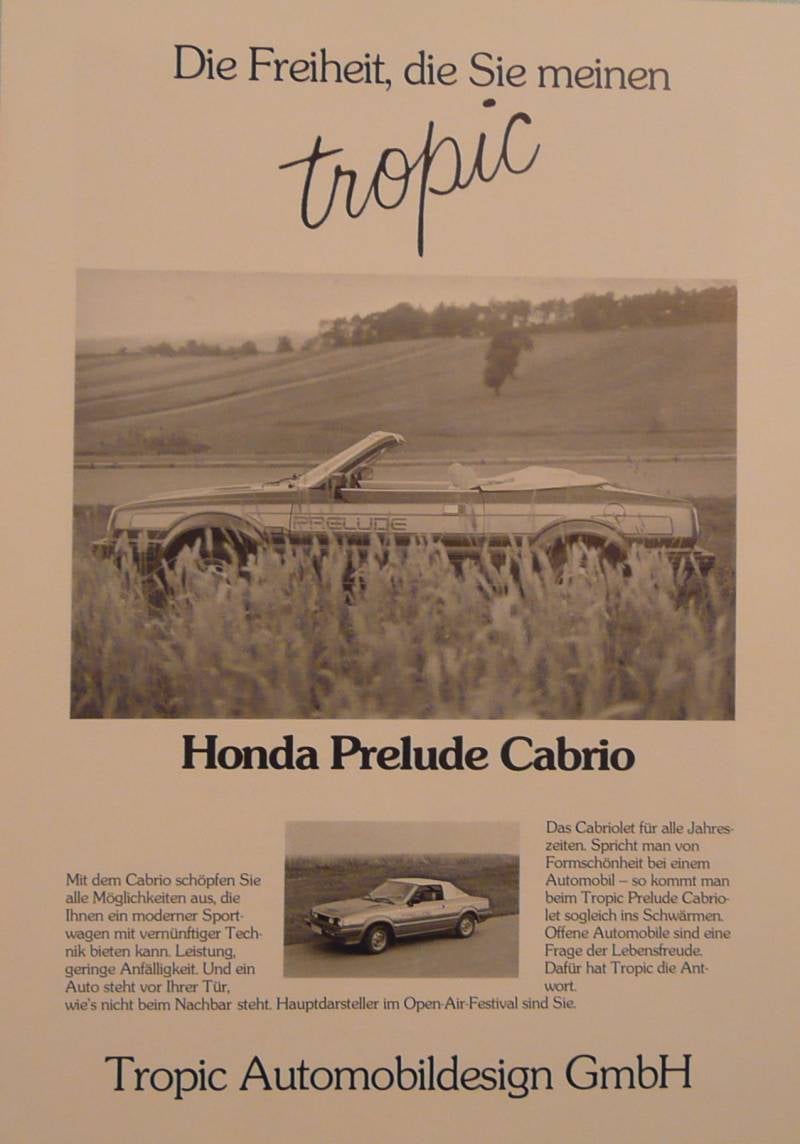 Die Freiheit, die Sie meinen
tropic
PRELUDE
Honda Prelude Cabrio
Mit dem Cabrio schöpfen Sie
alle Möglichkeiten aus, die
Ihnen ein moderner Sport-
wagen mit vernünftiger Tech-
nik bieten kann. Leistung,
geringe Anfälligkeit. Und ein
Auto steht vor Ihrer Tür,
wie's nicht beim Nachbar steht. Hauptdarsteller im Open-Air-Festival sind Sie.
Das Cabriolet für alle Jahres-
zeiten. Spricht man von
Formschönheit bei einem
Automobil – so kommt man
beim Tropic Prelude Cabrio-
let sogleich ins Schwärmen.
Offene Automobile sind eine
Frage der Lebensfreude.
Dafür hat Tropic die Ant-
wort.
Tropic Automobildesign GmbH